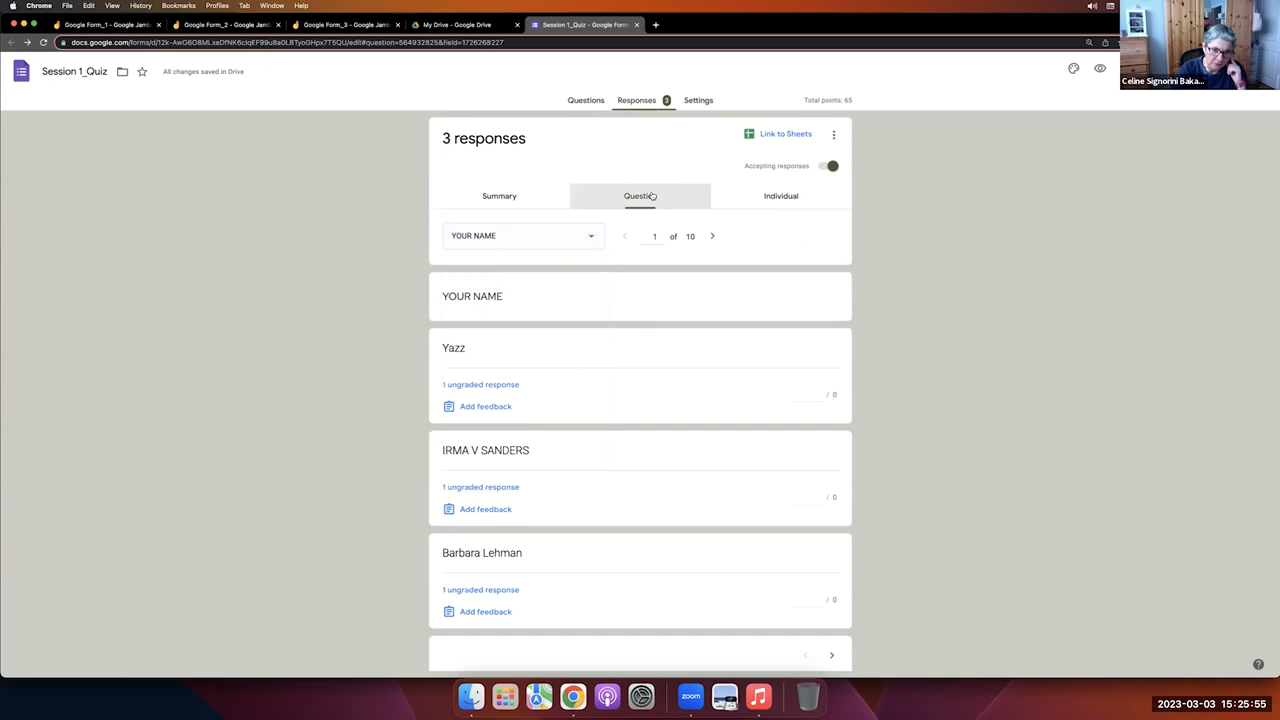 Chrome File Edit View History Bookmarks Profiles Tab Window Help
Google Form_1 - Google Jamb Google Form_2 - Google Jamb Google Form_3 - Google Jamb My Drive - Google Drive Session 1_Quiz - Google Form
Session 1_Quiz All changes saved in Drive
Celine Signorini Baka...
Questions Responses 3 Settings Total points: 65
3 responses Link to Sheets
Accepting responses
Summary Question Individual
YOUR NAME 1 of 10
YOUR NAME
Yazz
1 ungraded response / 0
Add feedback
IRMA V SANDERS
1 ungraded response / 0
Add feedback
Barbara Lehman
1 ungraded response / 0
Add feedback
zoom
2023-03-03 15:25:55